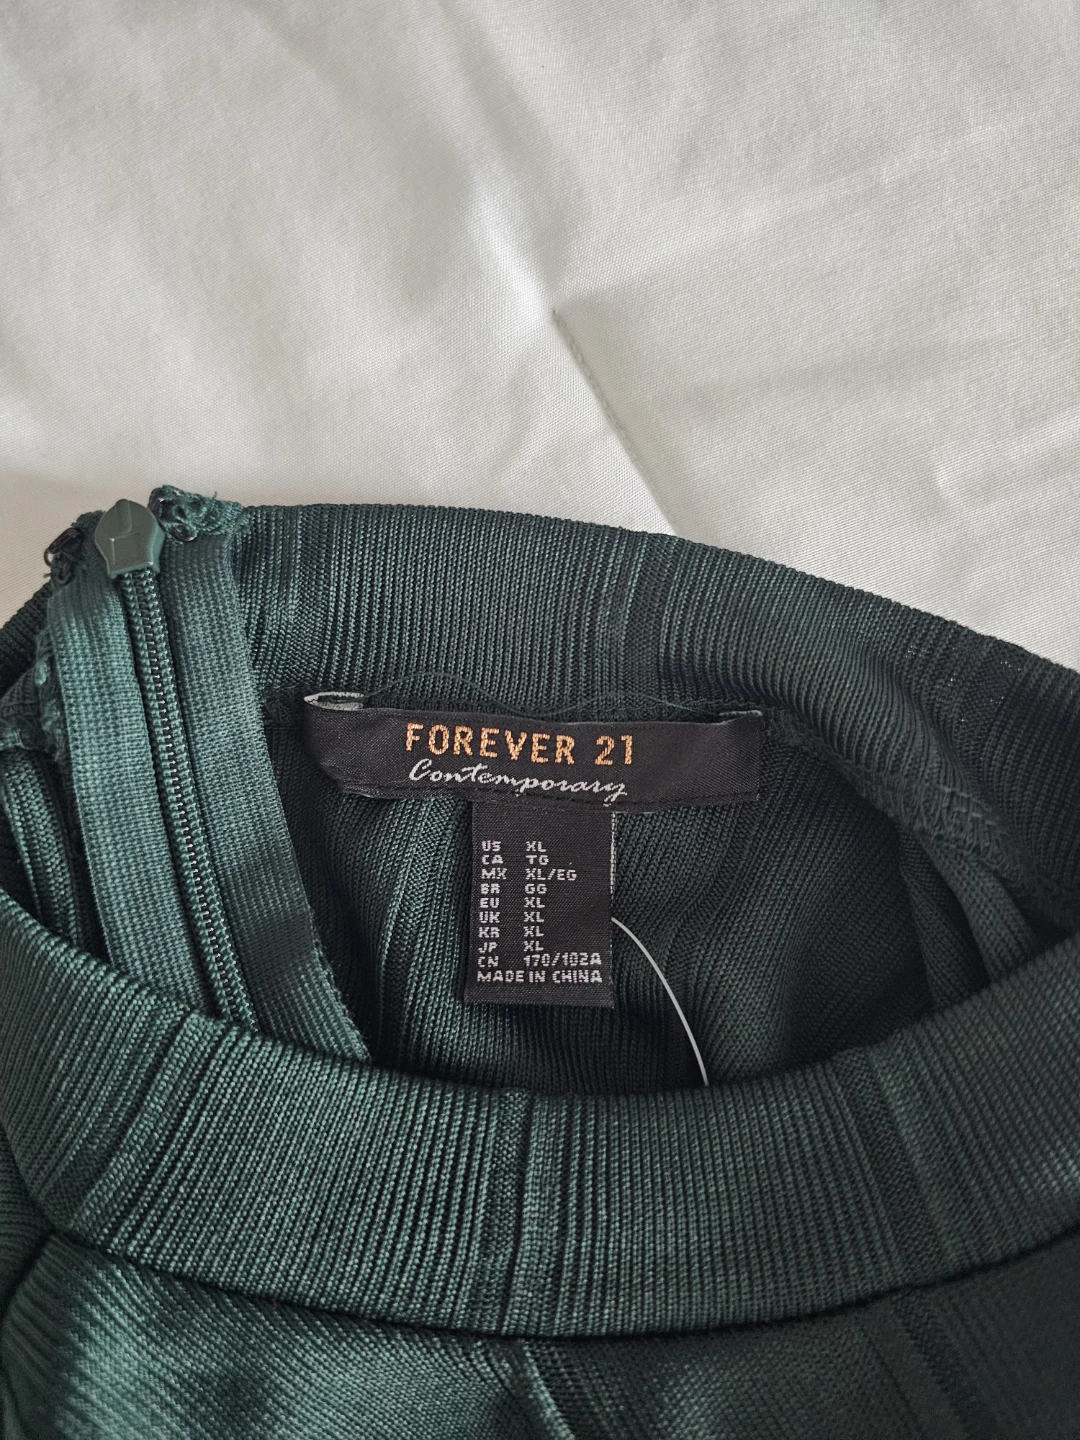 FOREVER 21
Contemporary
US XL
CA TG
MX XL/EG
BR GG
EU XL
UK XL
KR XL
JP XL
CN 170/102A
MADE IN CHINA